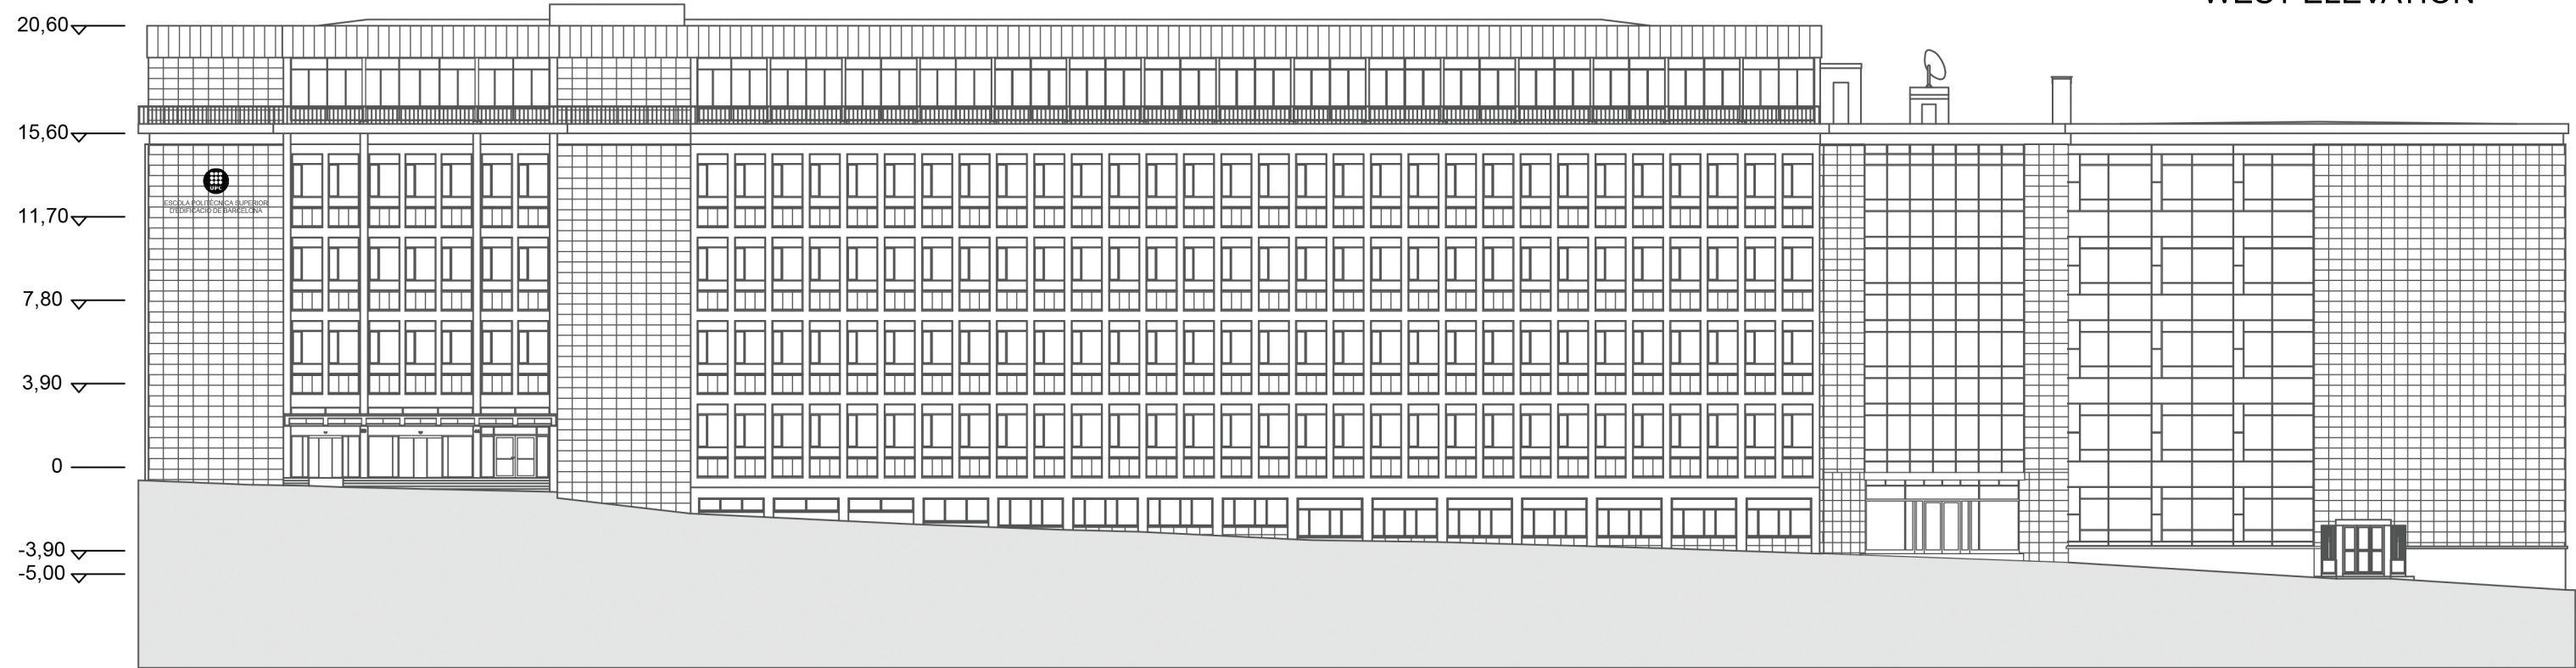 WEST ELEVATION
20,60
15,60
UPC
ESCOLA POLITÈCNICA SUPERIOR
D'EDIFICACIÓ DE BARCELONA
11,70
7,80
3,90
0
-3,90
-5,00